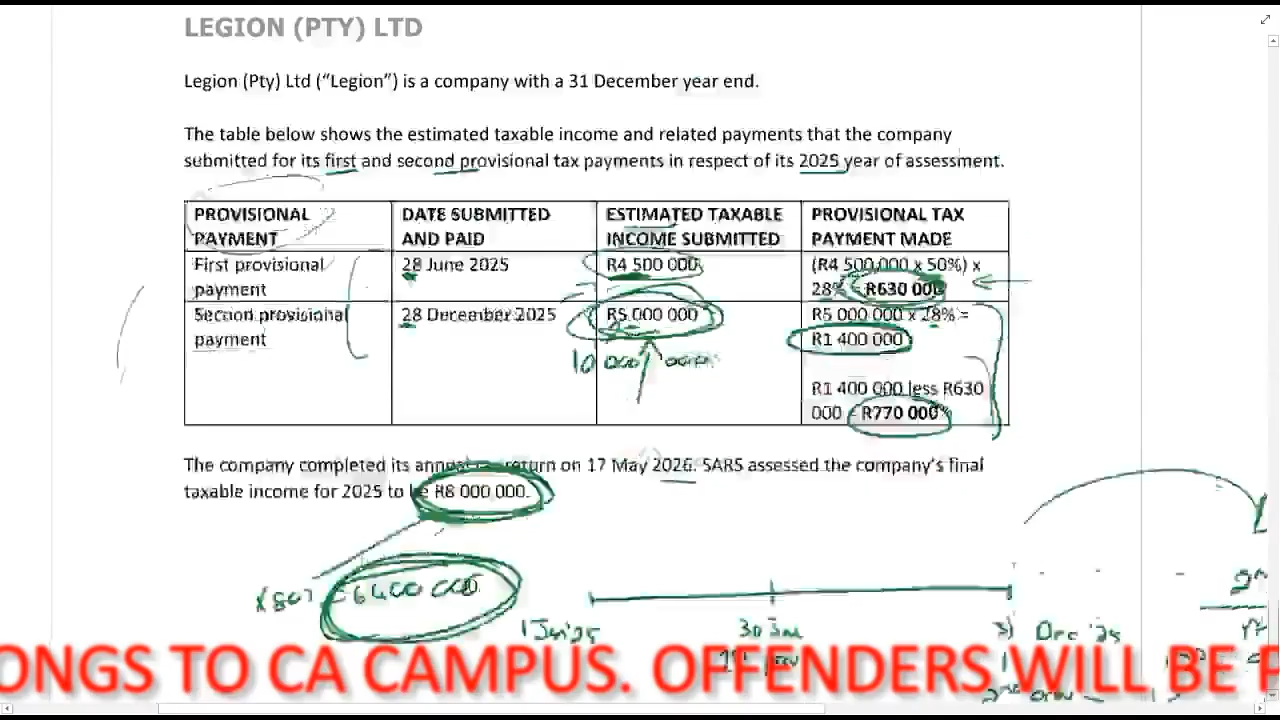 LEGION (PTY) LTD
Legion (Pty) Ltd (“Legion”) is a company with a 31 December year end.
The table below shows the estimated taxable income and related payments that the company
submitted for its first and second provisional tax payments in respect of its 2025 year of assessment.
PROVISIONAL PAYMENT
DATE SUBMITTED AND PAID
ESTIMATED TAXABLE INCOME SUBMITTED
PROVISIONAL TAX PAYMENT MADE
First provisional payment
28 June 2025
R4 500 000
(R4 500 000 x 50%) x
28% = R630 000
Second provisional payment
28 December 2025
R5 000 000
R5 000 000 x 28% =
R1 400 000
10 000
R1 400 000 less R630
000 = R770 000
The company completed its annual tax return on 17 May 2026. SARS assessed the company’s final
taxable income for 2025 to be R8 000 000.
6 400 000
1 Jan '25
30 Jun
Dec '25
ONGS TO CA CAMPUS. OFFENDERS WILL BE P